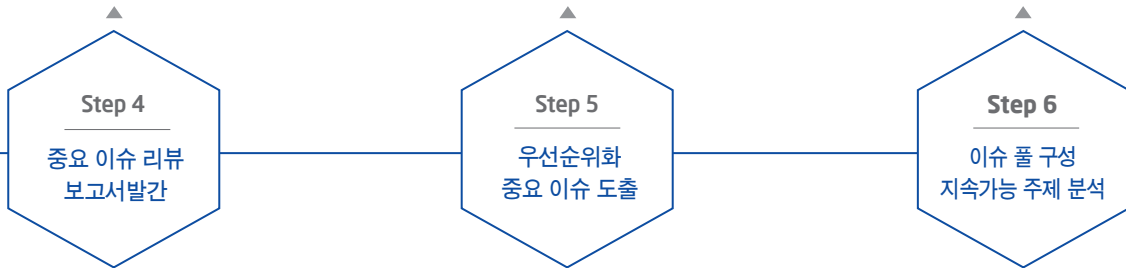 Step 4
중요 이슈 리뷰
보고서발간
Step 5
우선순위화
중요 이슈 도출
Step 6
이슈 풀 구성
지속가능 주제 분석